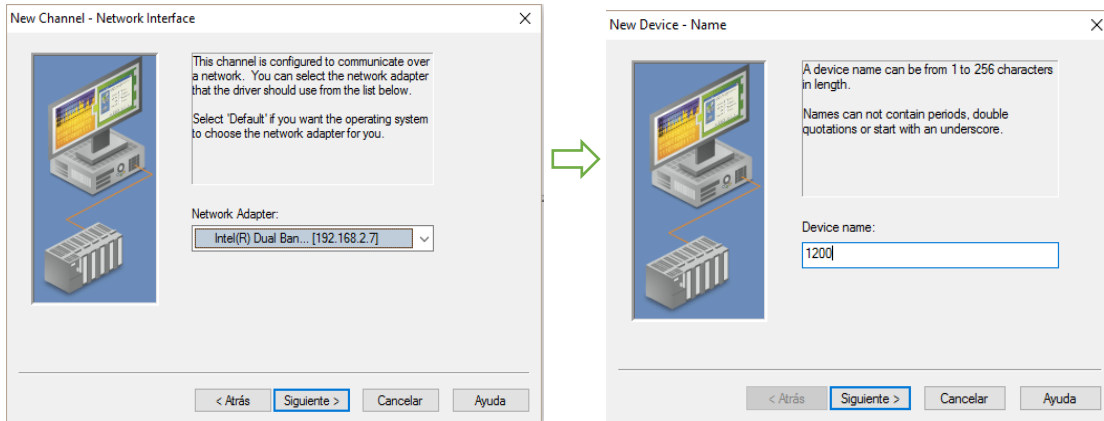 New Channel - Network Interface
This channel is configured to communicate over
a network. You can select the network adapter
that the driver should use from the list below.
Select 'Default' if you want the operating system
to choose the network adapter for you.
Network Adapter:
Intel(R) Dual Ban... [192.168.2.7]
< Atrás Siguiente > Cancelar Ayuda
New Device - Name
A device name can be from 1 to 256 characters
in length.
Names can not contain periods, double
quotations or start with an underscore.
Device name:
1200
< Atrás Siguiente > Cancelar Ayuda